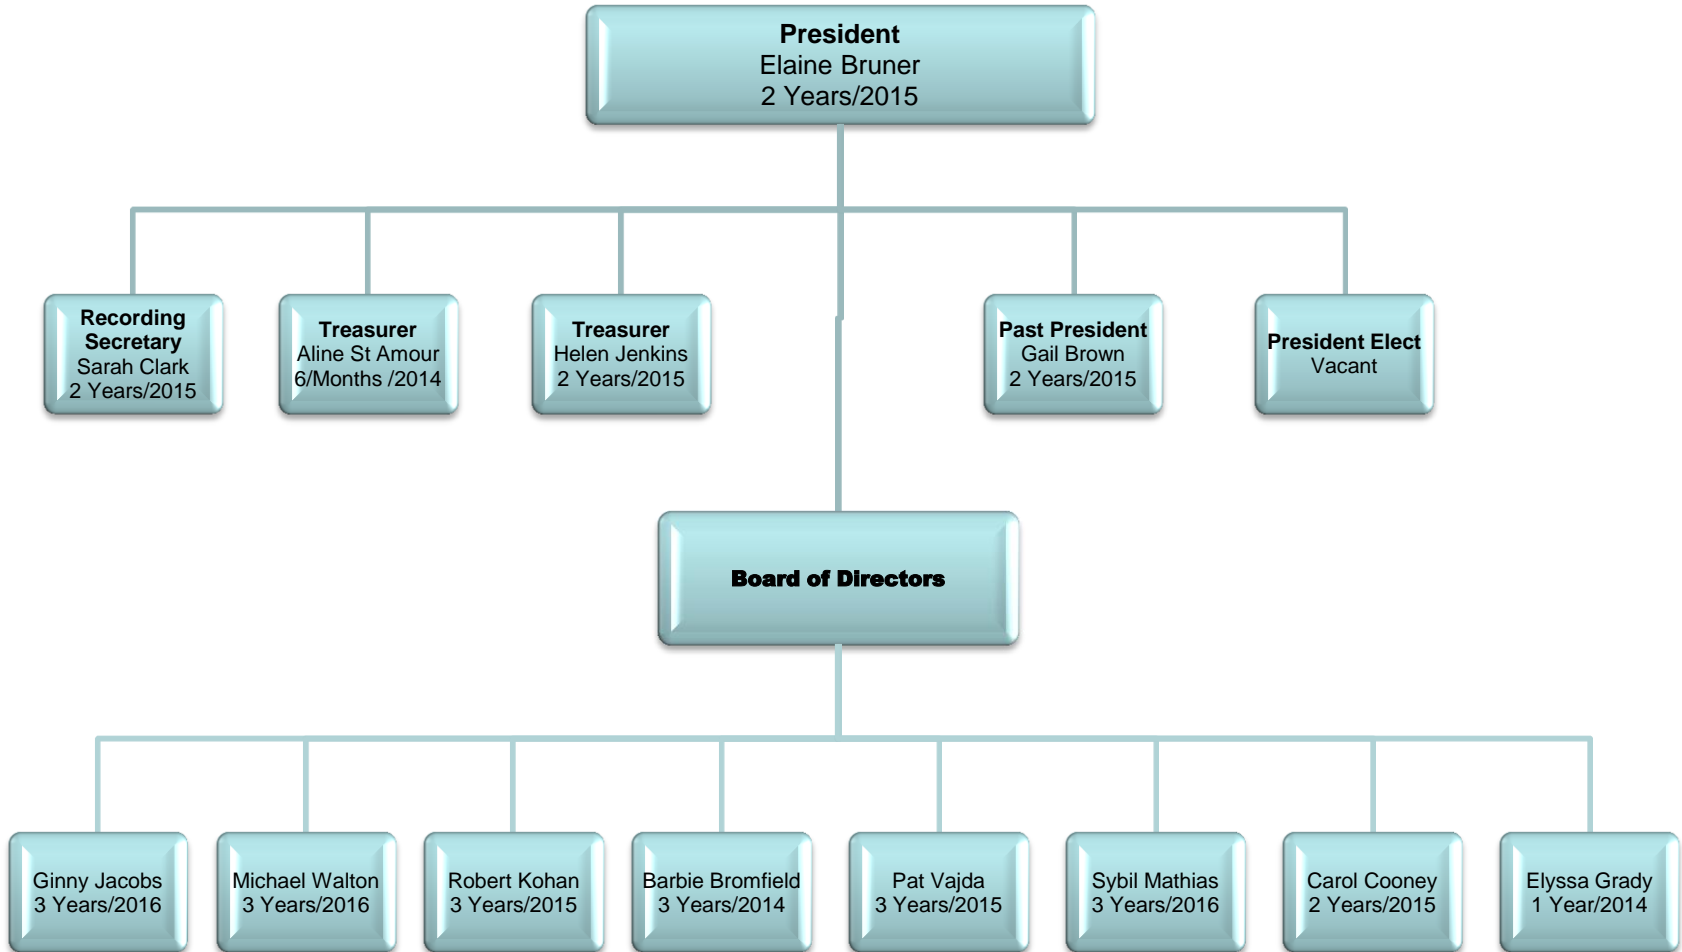 President
Elaine Bruner
2 Years/2015
Recording
Secretary
Sarah Clark
2 Years/2015
Treasurer
Aline St Amour
6/Months /2014
Treasurer
Helen Jenkins
2 Years/2015
Past President
Gail Brown
2 Years/2015
President Elect
Vacant
Board of Directors
Ginny Jacobs
3 Years/2016
Michael Walton
3 Years/2016
Robert Kohan
3 Years/2015
Barbie Bromfield
3 Years/2014
Pat Vajda
3 Years/2015
Sybil Mathias
3 Years/2016
Carol Cooney
2 Years/2015
Elyssa Grady
1 Year/2014